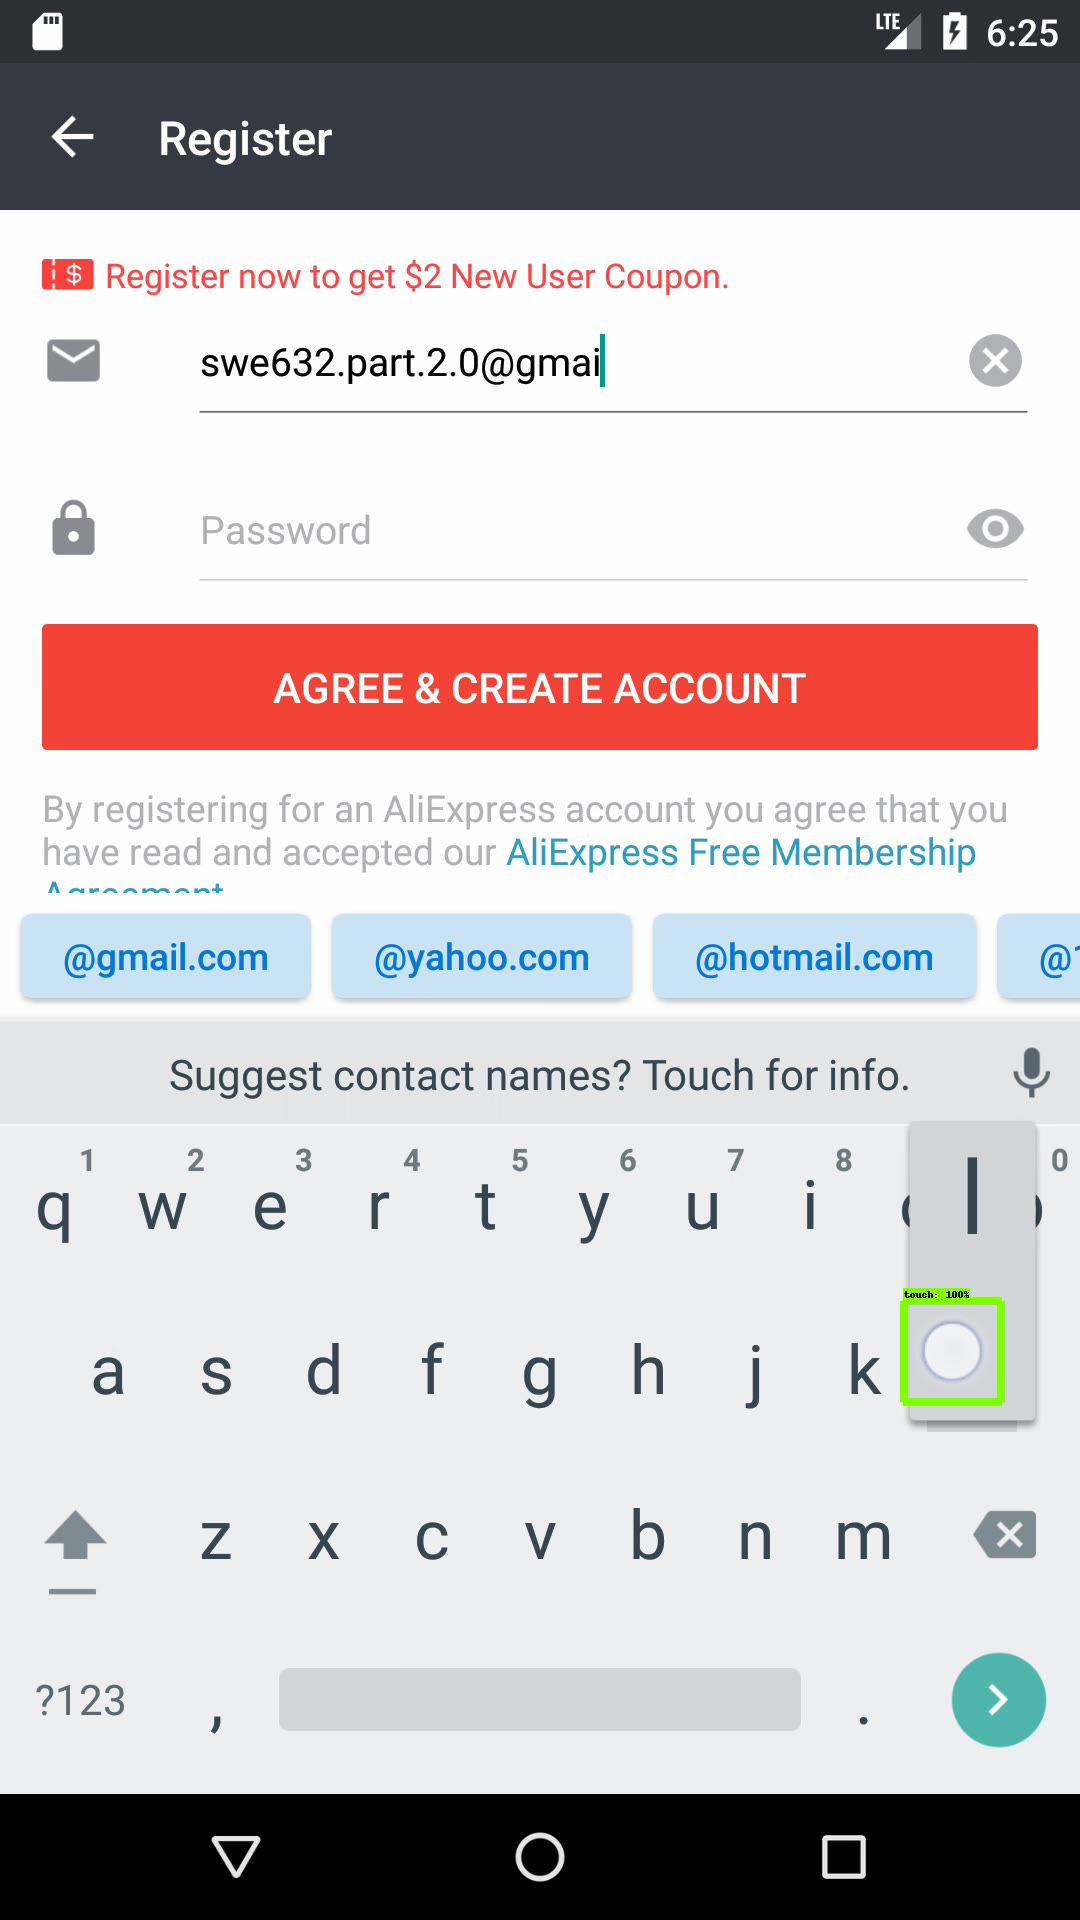 LTE 6:25
Register
$ Register now to get $2 New User Coupon.
swe632.part.2.0@gmai
Password
AGREE & CREATE ACCOUNT
By registering for an AliExpress account you agree that you
have read and accepted our AliExpress Free Membership
Agreement
@gmail.com @yahoo.com @hotmail.com
Suggest contact names? Touch for info.
1 2 3 4 5 6 7 8 0
q w e r t y u i l
touch: 100%
a s d f g h j k
z x c v b n m
?123 , .